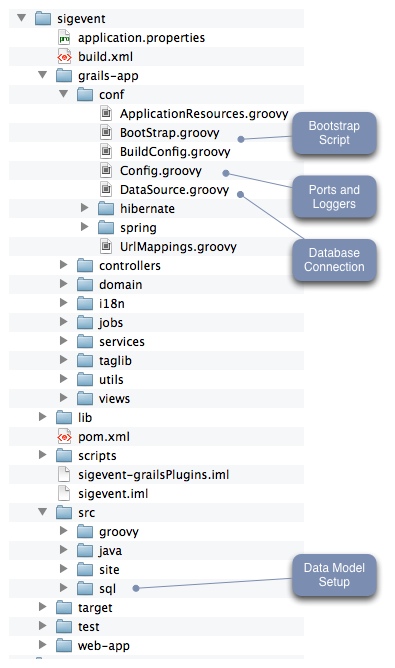 sigevent
application.properties
build.xml
grails-app
conf
ApplicationResources.groovy
BootStrap.groovy
BuildConfig.groovy
Config.groovy
DataSource.groovy
hibernate
spring
UrlMappings.groovy
controllers
domain
i18n
jobs
services
taglib
utils
views
lib
pom.xml
scripts
sigevent-grailsPlugins.iml
sigevent.iml
src
groovy
java
site
sql
target
test
web-app
Bootstrap
Script
Ports and
Loggers
Database
Connection
Data Model
Setup